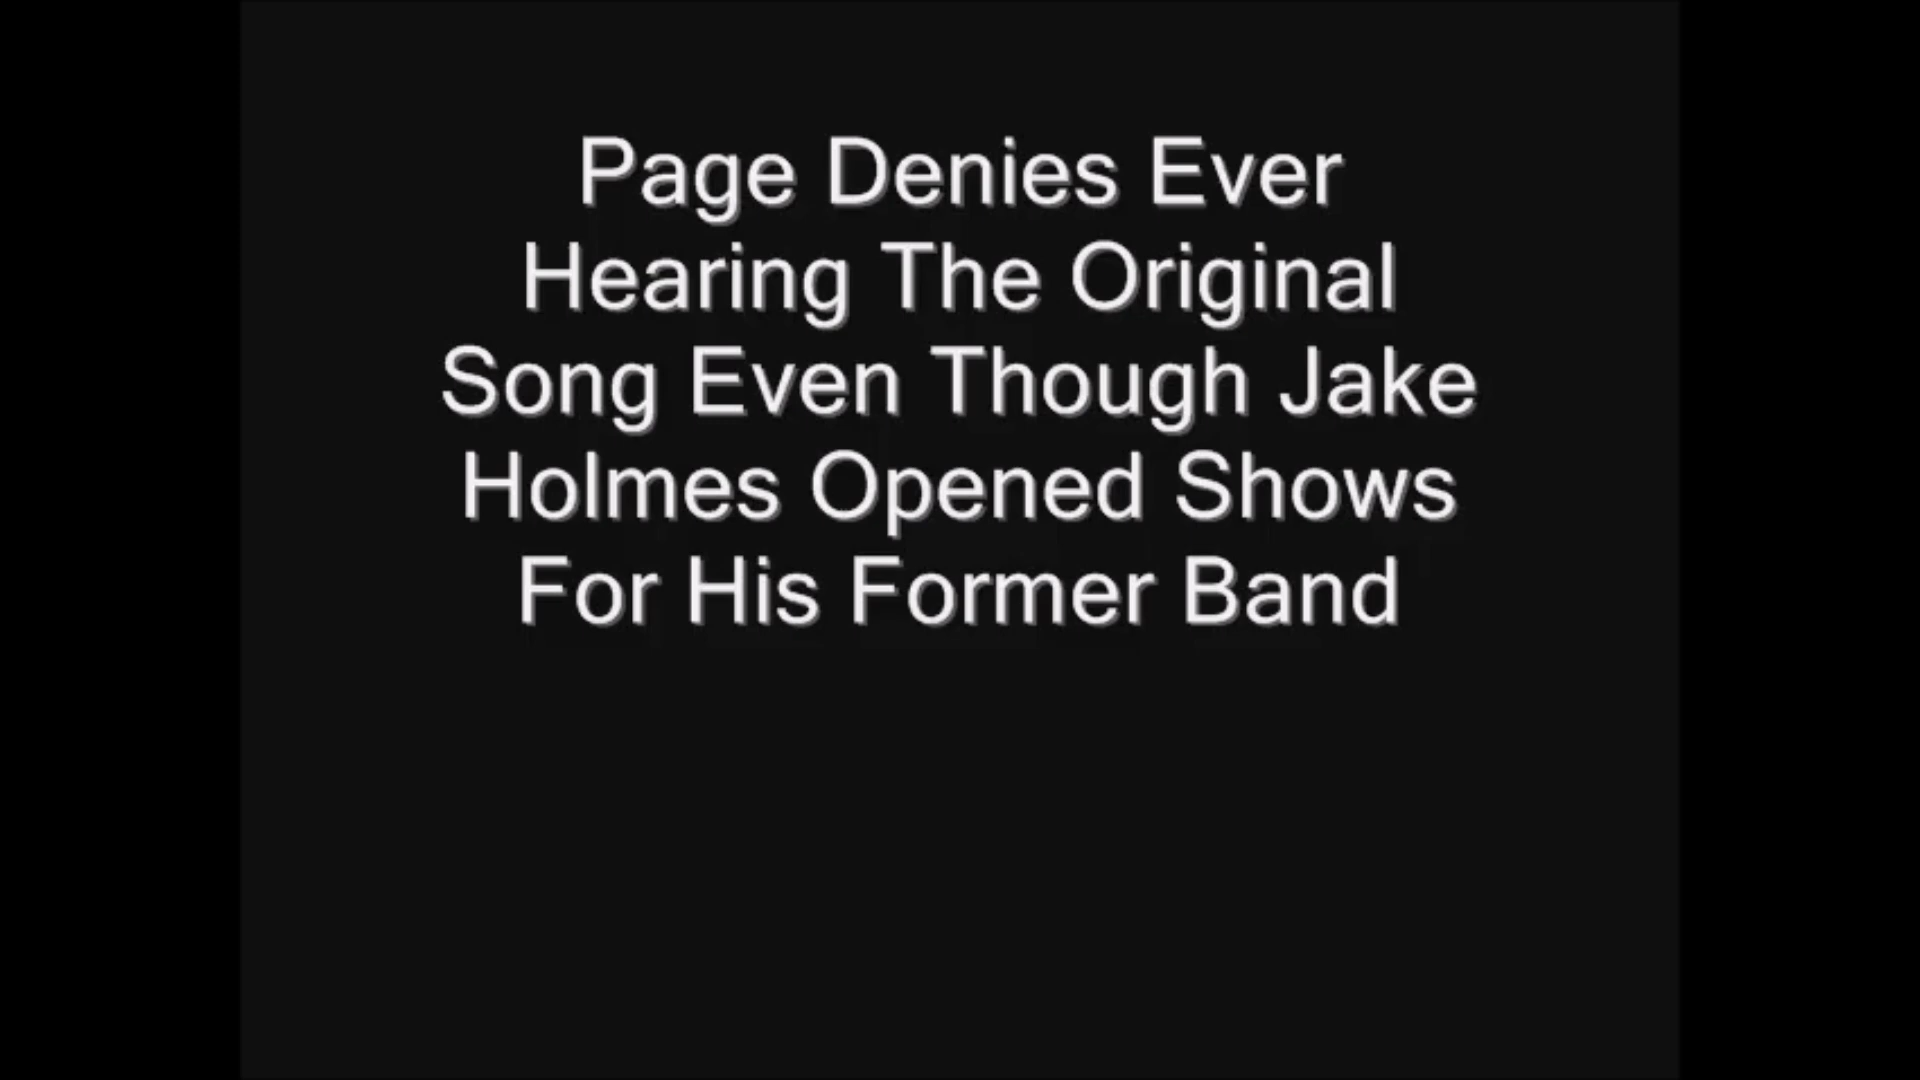 Page Denies Ever
Hearing The Original
Song Even Though Jake
Holmes Opened Shows
For His Former Band